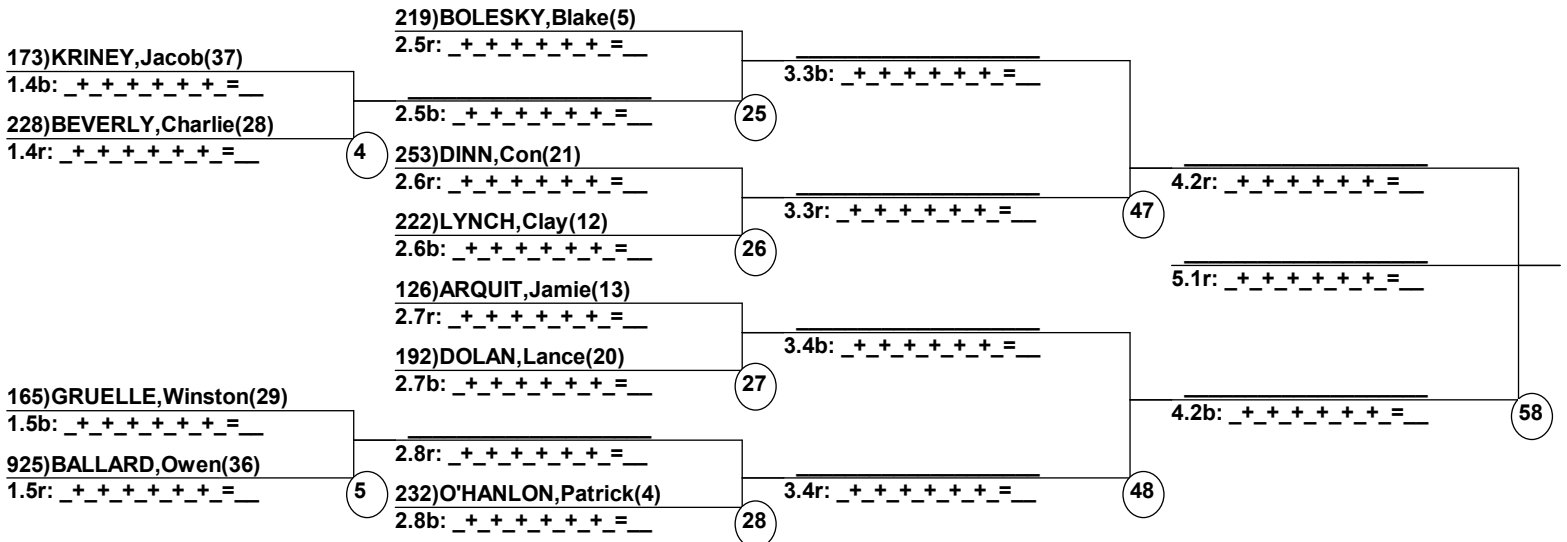 173)KRINEY,Jacob(37)
1.4b: _+_+_+_+_+_=__
228)BEVERLY,Charlie(28)
1.4r: _+_+_+_+_+_=__
4
165)GRUELLE,Winston(29)
1.5b: _+_+_+_+_+_=__
925)BALLARD,Owen(36)
1.5r: _+_+_+_+_+_=__
5
219)BOLESKY,Blake(5)
2.5r: _+_+_+_+_+_=__
2.5b: _+_+_+_+_+_=__
25
253)DINN,Con(21)
2.6r: _+_+_+_+_+_=__
222)LYNCH,Clay(12)
2.6b: _+_+_+_+_+_=__
26
126)ARQUIT,Jamie(13)
2.7r: _+_+_+_+_+_=__
192)DOLAN,Lance(20)
2.7b: _+_+_+_+_+_=__
27
2.8r: _+_+_+_+_+_=__
232)O'HANLON,Patrick(4)
2.8b: _+_+_+_+_+_=__
28
3.3b: _+_+_+_+_+_=__
3.3r: _+_+_+_+_+_=__
47
3.4b: _+_+_+_+_+_=__
3.4r: _+_+_+_+_+_=__
48
4.2r: _+_+_+_+_+_=__
5.1r: _+_+_+_+_+_=__
4.2b: _+_+_+_+_+_=__
58